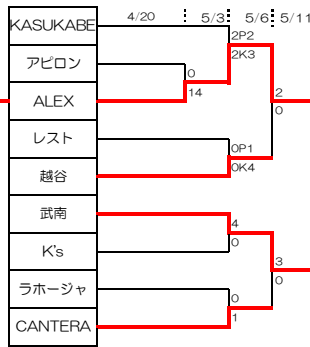 4/20 5/3 5/6 5/11
KASUKABE
2P2
アピロン
2K3
0
ALEX
14
2
0
レスト
0P1
越谷
0K4
武南
4
K's
0
3
ラホージャ
0
0
CANTERA
1